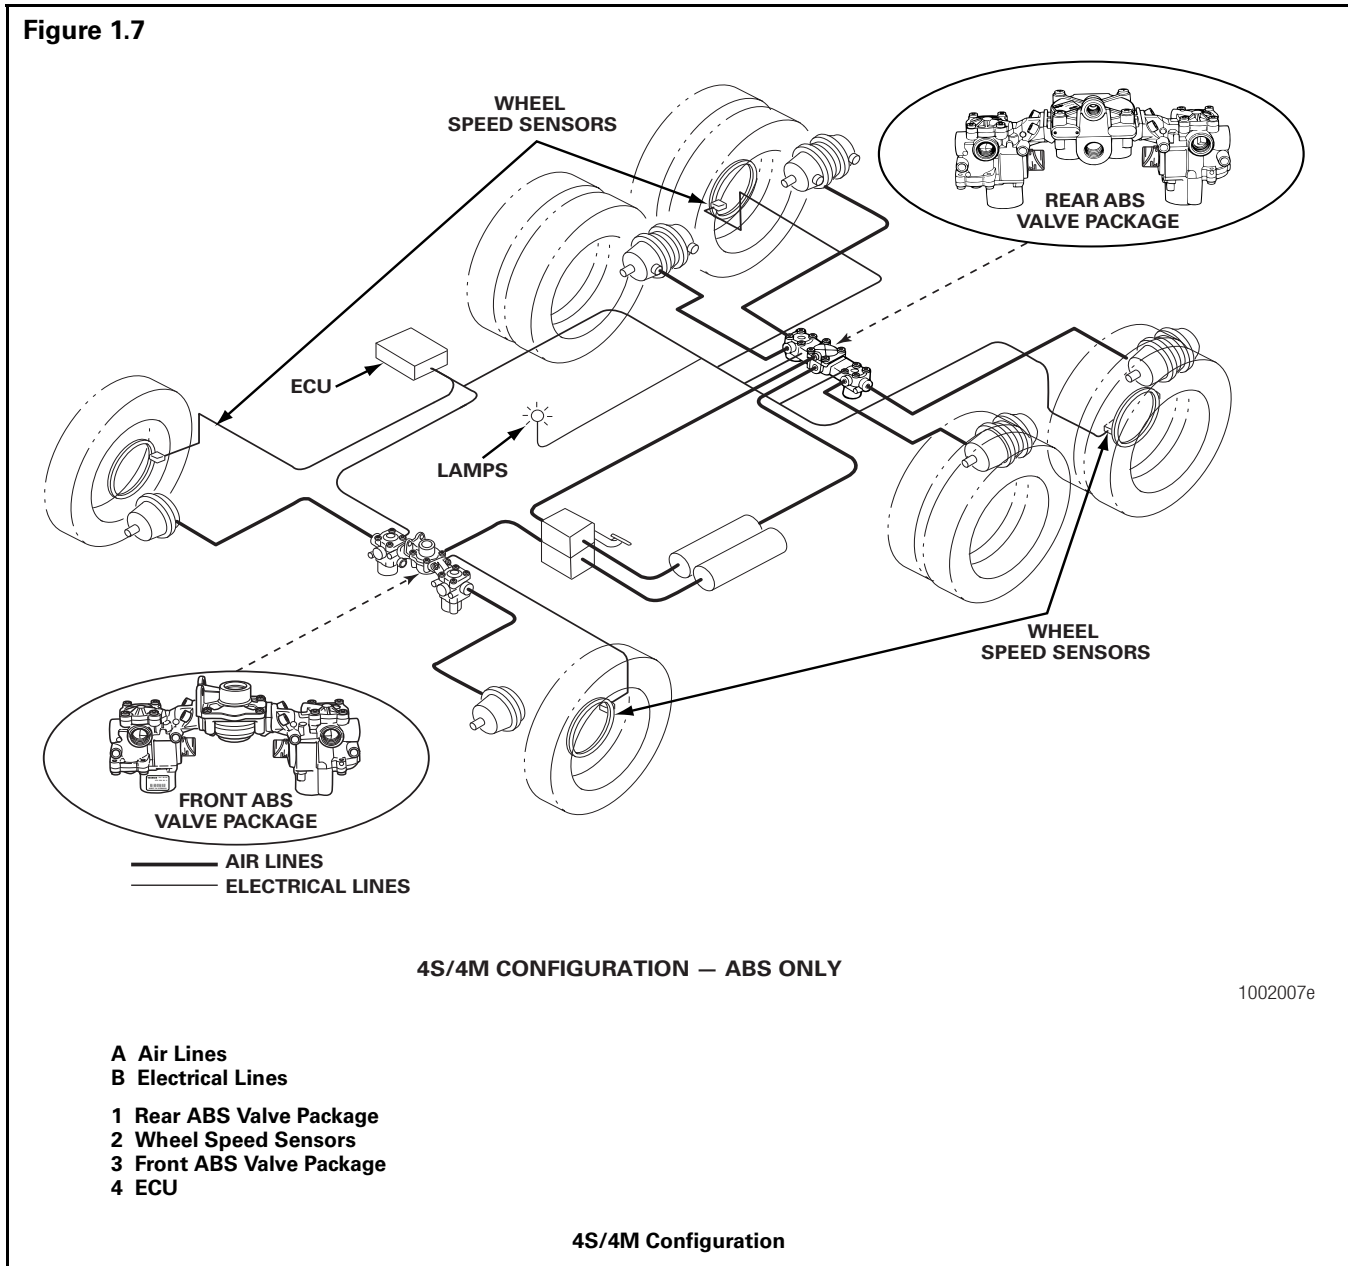 Figure 1.7
WHEEL
SPEED SENSORS
REAR ABS
VALVE PACKAGE
ECU
LAMPS
WHEEL
SPEED SENSORS
FRONT ABS
VALVE PACKAGE
AIR LINES
ELECTRICAL LINES
4S/4M CONFIGURATION — ABS ONLY
1002007e
A Air Lines
B Electrical Lines
1 Rear ABS Valve Package
2 Wheel Speed Sensors
3 Front ABS Valve Package
4 ECU
4S/4M Configuration